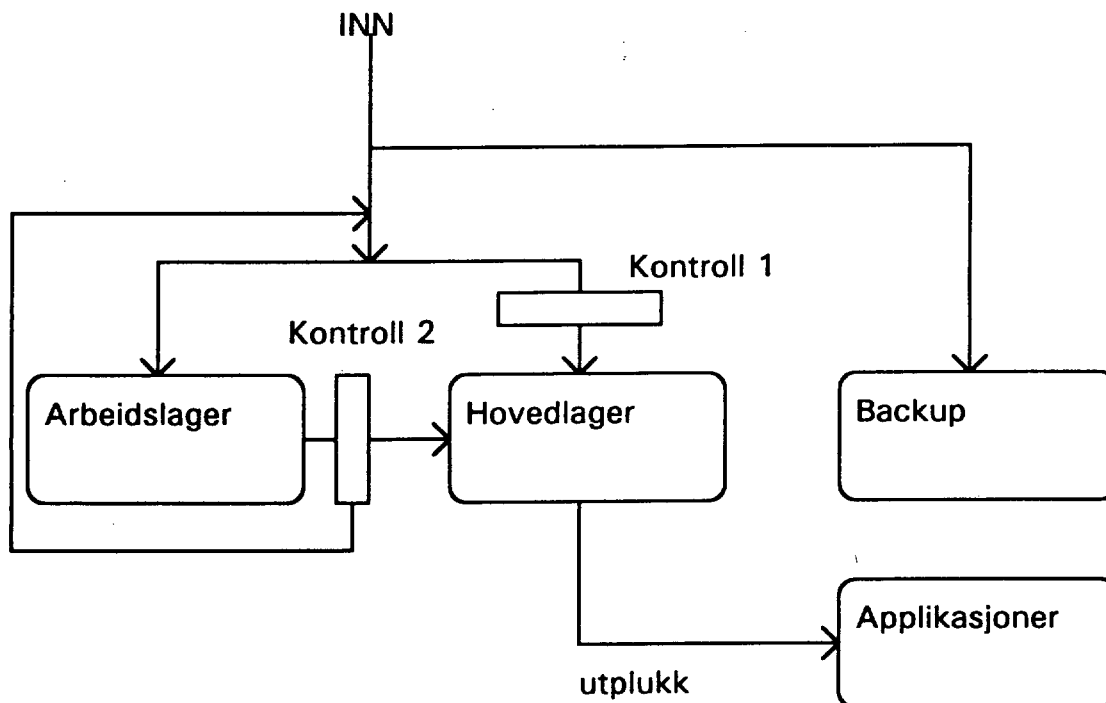 INN
Kontroll 1
Kontroll 2
Arbeidslager
Hovedlager
Backup
Applikasjoner
utplukk